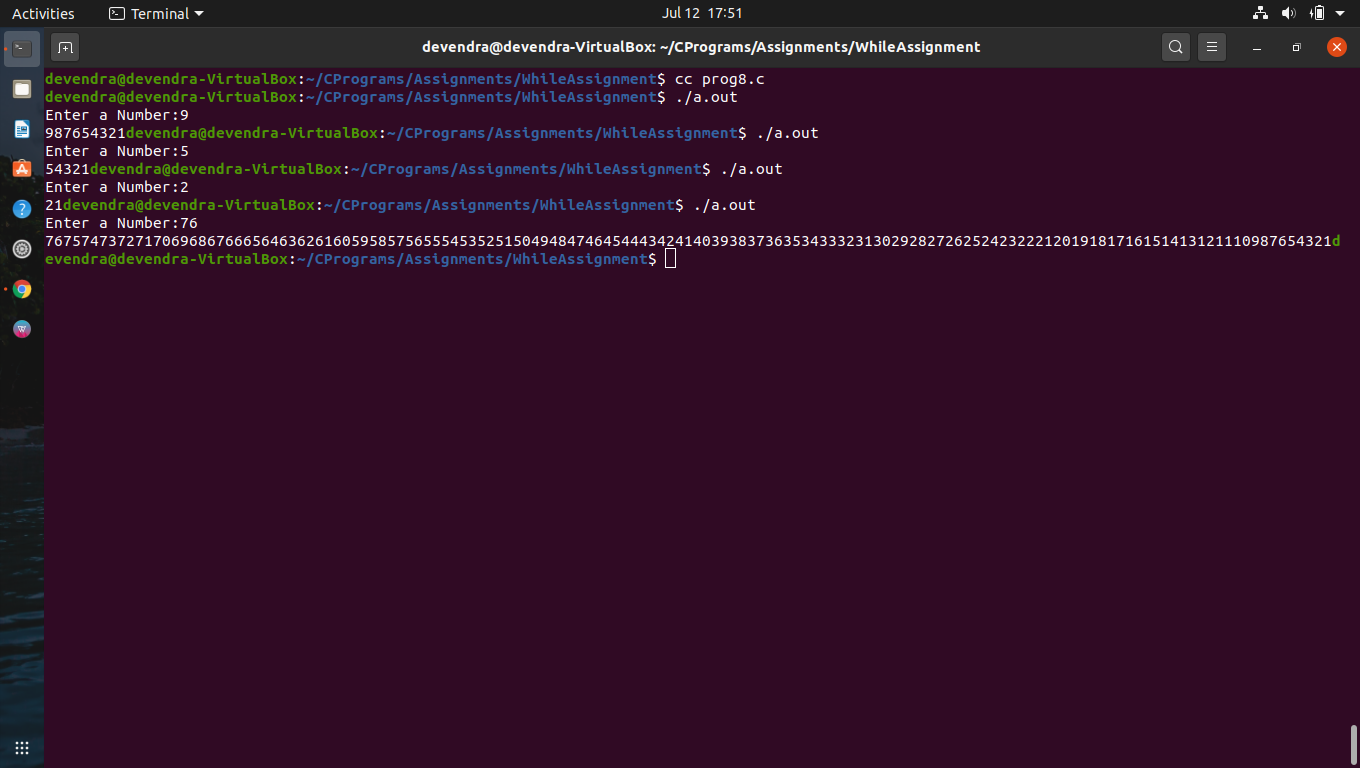 Activities
Terminal
Jul 12 17:51
devendra@devendra-VirtualBox: ~/CPrograms/Assignments/WhileAssignment
devendra@devendra-VirtualBox:~/CPrograms/Assignments/WhileAssignment$ cc prog8.c
devendra@devendra-VirtualBox:~/CPrograms/Assignments/WhileAssignment$ ./a.out
Enter a Number:9
987654321devendra@devendra-VirtualBox:~/CPrograms/Assignments/WhileAssignment$ ./a.out
Enter a Number:5
54321devendra@devendra-VirtualBox:~/CPrograms/Assignments/WhileAssignment$ ./a.out
Enter a Number:2
21devendra@devendra-VirtualBox:~/CPrograms/Assignments/WhileAssignment$ ./a.out
Enter a Number:76
76757473727170696867666564636261605958575655545352515049484746454443424140393837363534333231302928272625242322212019181716151413121110987654321d
evendra@devendra-VirtualBox:~/CPrograms/Assignments/WhileAssignment$